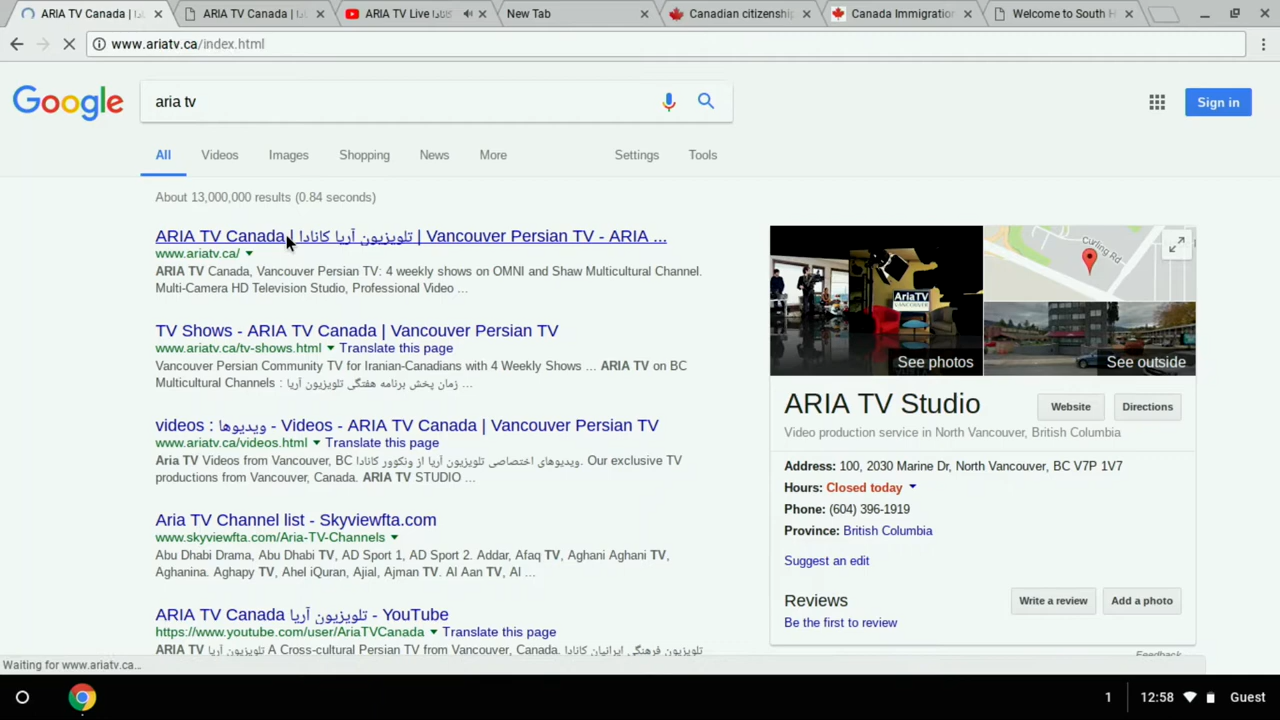 ARIA TV Canada |
ARIA TV Canada |
ARIA TV Live
New Tab
Canadian citizenship
Canada Immigration
Welcome to South H
www.ariatv.ca/index.html
Google
aria tv
Sign in
All
Videos
Images
Shopping
News
More
Settings
Tools
About 13,000,000 results (0.84 seconds)
ARIA TV Canada | تلویزیون آریا کانادا | Vancouver Persian TV - ARIA ...
www.ariatv.ca/
ARIA TV Canada, Vancouver Persian TV: 4 weekly shows on OMNI and Shaw Multicultural Channel.
Multi-Camera HD Television Studio, Professional Video ...
TV Shows - ARIA TV Canada | Vancouver Persian TV
www.ariatv.ca/tv-shows.html Translate this page
Vancouver Persian Community TV for Iranian-Canadians with 4 Weekly Shows ... ARIA TV on BC
Multicultural Channels : زمان پخش برنامه هفتگی تلویزیون آریا ...
videos : ویدیوها - Videos - ARIA TV Canada | Vancouver Persian TV
www.ariatv.ca/videos.html Translate this page
Aria TV Videos from Vancouver, BC ویدیوهای اختصاصی تلویزیون آریا از ونکوور کانادا. Our exclusive TV
productions from Vancouver, Canada. ARIA TV STUDIO ...
Aria TV Channel list - Skyviewfta.com
www.skyviewfta.com/Aria-TV-Channels
Abu Dhabi Drama, Abu Dhabi TV, AD Sport 1, AD Sport 2. Addar, Afaq TV, Aghani Aghani TV,
Aghanina. Aghapy TV, Ahel iQuran, Ajial, Ajman TV. Al Aan TV, Al ...
ARIA TV Canada تلویزیون آریا - YouTube
https://www.youtube.com/user/AriaTVCanada Translate this page
ARIA TV تلویزیون آریا A Cross-cultural Persian TV from Vancouver, Canada. تلویزیون فرهنگی ایرانیان کانادا
Curling Rd
AriaTV
See photos
See outside
ARIA TV Studio
Website
Directions
Video production service in North Vancouver, British Columbia
Address: 100, 2030 Marine Dr, North Vancouver, BC V7P 1V7
Hours: Closed today
Phone: (604) 396-1919
Province: British Columbia
Suggest an edit
Reviews
Write a review
Add a photo
Be the first to review
Feedback
Waiting for www.ariatv.ca...
1
12:58
Guest